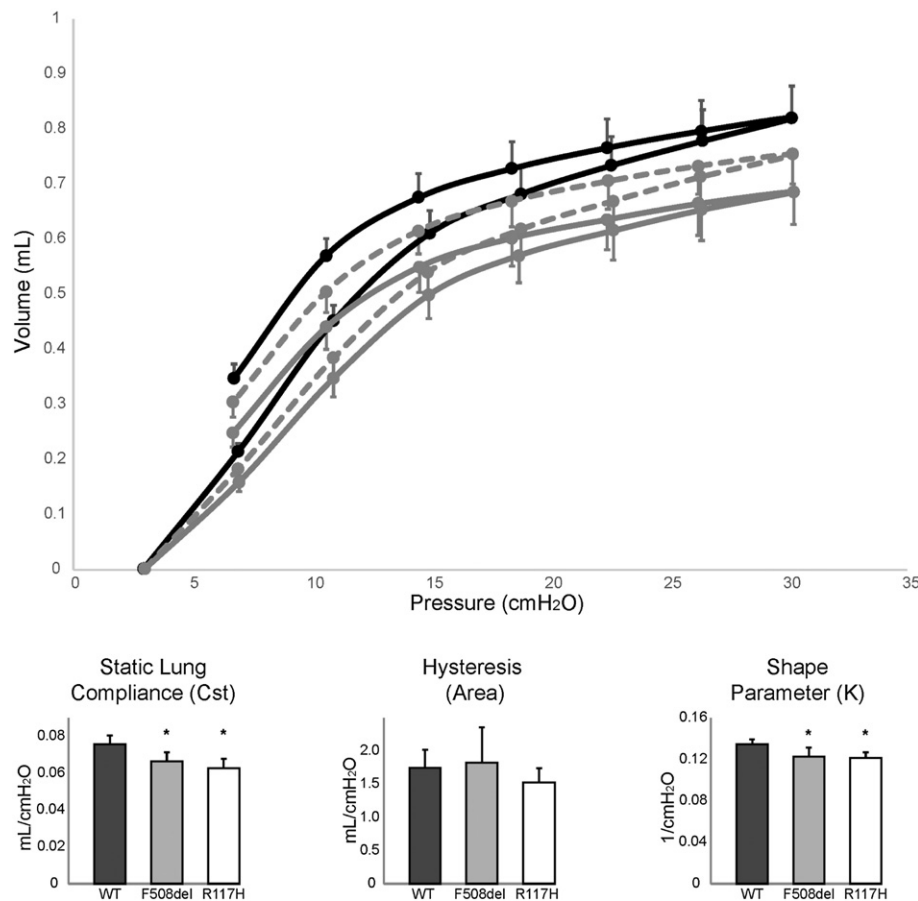 1
0.9
0.8
0.7
0.6
0.5
0.4
0.3
0.2
0.1
0
Volume (mL)
0 5 10 15 20 25 30 35
Pressure (cmH₂O)
Static Lung
Compliance (Cst)
0.08
0.06
0.04
0.02
0
mL/cmH₂O
* *
WT F508del R117H
Hysteresis
(Area)
2.0
1.5
1.0
0.5
0
mL/cmH₂O
WT F508del R117H
Shape
Parameter (K)
0.16
0.12
0.08
0.04
0
1/cmH₂O
* *
WT F508del R117H